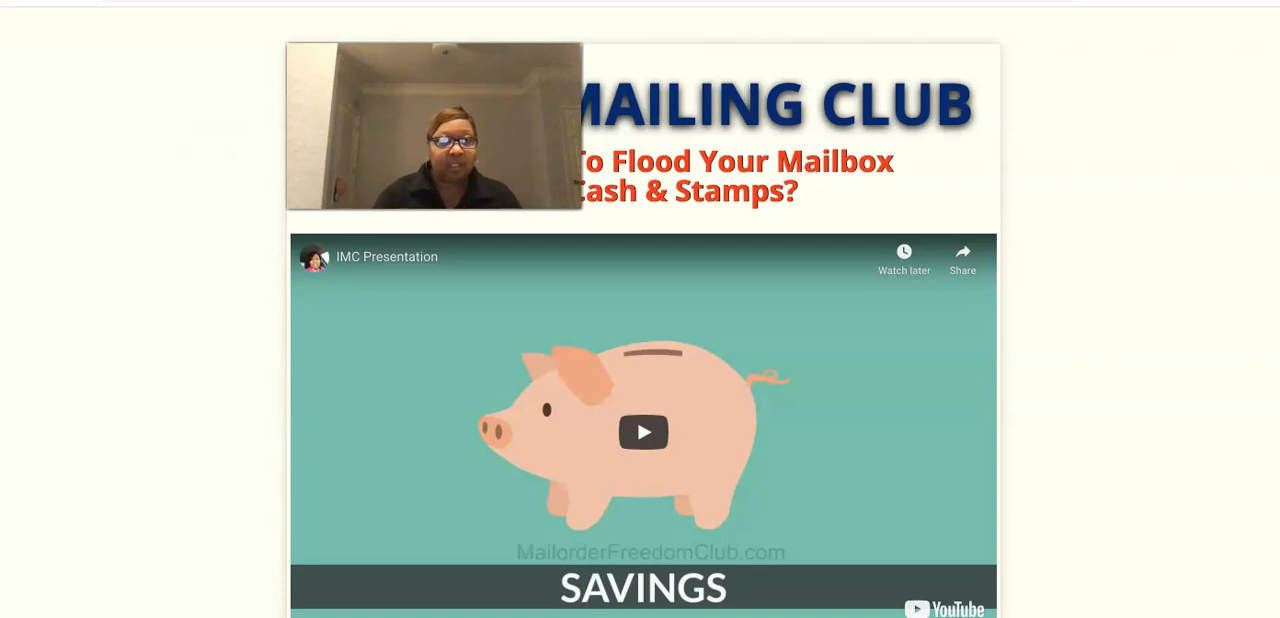 MAILING CLUB
To Flood Your Mailbox
Cash & Stamps?
IMC Presentation
Watch later
Share
MailorderFreedomClub.com
SAVINGS
YouTube